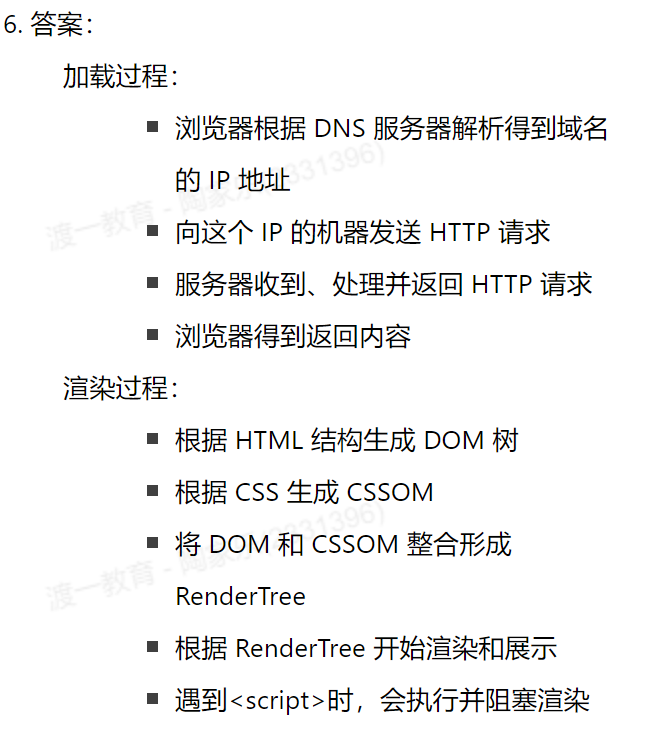 6. 答案：
加载过程：
▪ 浏览器根据 DNS 服务器解析得到域名
的 IP 地址
▪ 向这个 IP 的机器发送 HTTP 请求
▪ 服务器收到、处理并返回 HTTP 请求
▪ 浏览器得到返回内容
渲染过程：
▪ 根据 HTML 结构生成 DOM 树
▪ 根据 CSS 生成 CSSOM
▪ 将 DOM 和 CSSOM 整合形成
RenderTree
▪ 根据 RenderTree 开始渲染和展示
▪ 遇到<script>时，会执行并阻塞渲染
渡一教育 -
渡一教育 -